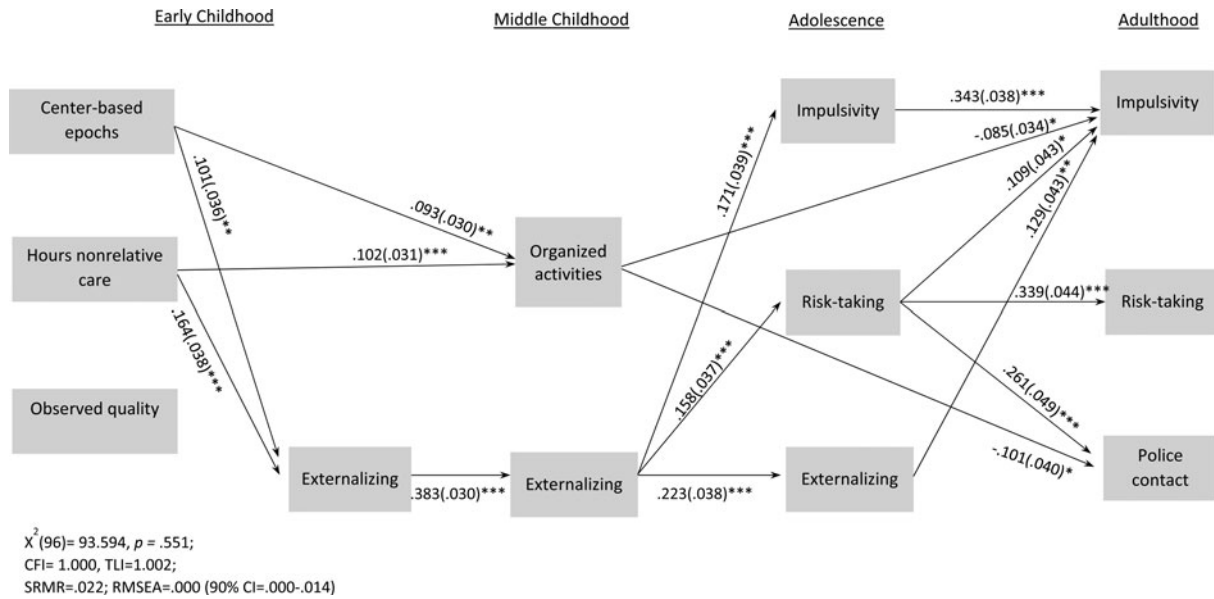 Early Childhood
Middle Childhood
Adolescence
Adulthood
Center-based
epochs
Impulsivity
.343(.038)***
Impulsivity
-.085(.034)*
.101(.036)**
.171(.039)***
.109(.043)*
.129(.043)**
.093(.030)**
Hours nonrelative
care
.102(.031)***
Organized
activities
Risk-taking
.339(.044)***
Risk-taking
.164(.038)***
.158(.037)***
.261(.049)***
Observed quality
-.101(.040)*
Externalizing
.383(.030)***
Externalizing
.223(.038)***
Externalizing
Police
contact
X²(96)= 93.594, p = .551;
CFI= 1.000, TLI=1.002;
SRMR=.022; RMSEA=.000 (90% CI=.000-.014)